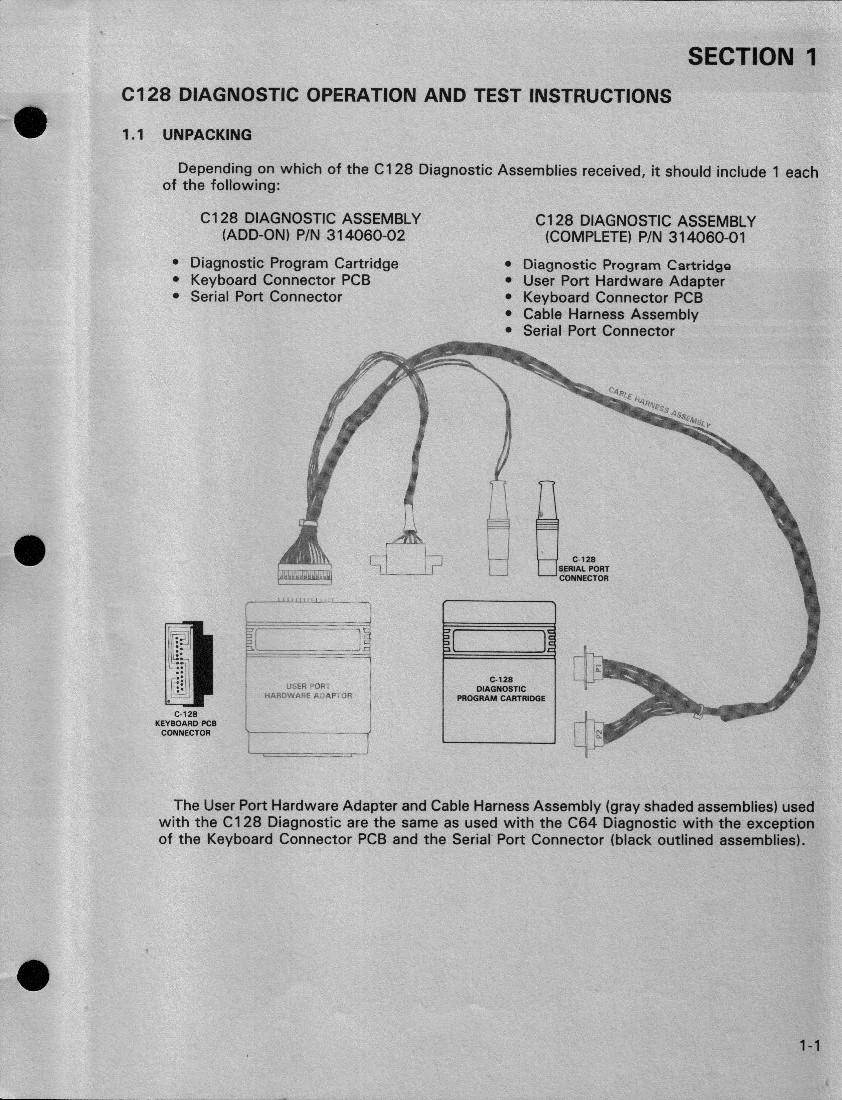 SECTION 1
C128 DIAGNOSTIC OPERATION AND TEST INSTRUCTIONS
1.1 UNPACKING
Depending on which of the C128 Diagnostic Assemblies received, it should include 1 each
of the following:
C128 DIAGNOSTIC ASSEMBLY
(ADD-ON) P/N 314060-02
• Diagnostic Program Cartridge
• Keyboard Connector PCB
• Serial Port Connector
C128 DIAGNOSTIC ASSEMBLY
(COMPLETE) P/N 314060-01
• Diagnostic Program Cartridge
• User Port Hardware Adapter
• Keyboard Connector PCB
• Cable Harness Assembly
• Serial Port Connector
CABLE HARNESS ASSEMBLY
C-128
SERIAL PORT
CONNECTOR
C-128
KEYBOARD PCB
CONNECTOR
USER PORT
HARDWARE ADAPTOR
C-128
DIAGNOSTIC
PROGRAM CARTRIDGE
P1
P2
The User Port Hardware Adapter and Cable Harness Assembly (gray shaded assemblies) used
with the C128 Diagnostic are the same as used with the C64 Diagnostic with the exception
of the Keyboard Connector PCB and the Serial Port Connector (black outlined assemblies).
1-1